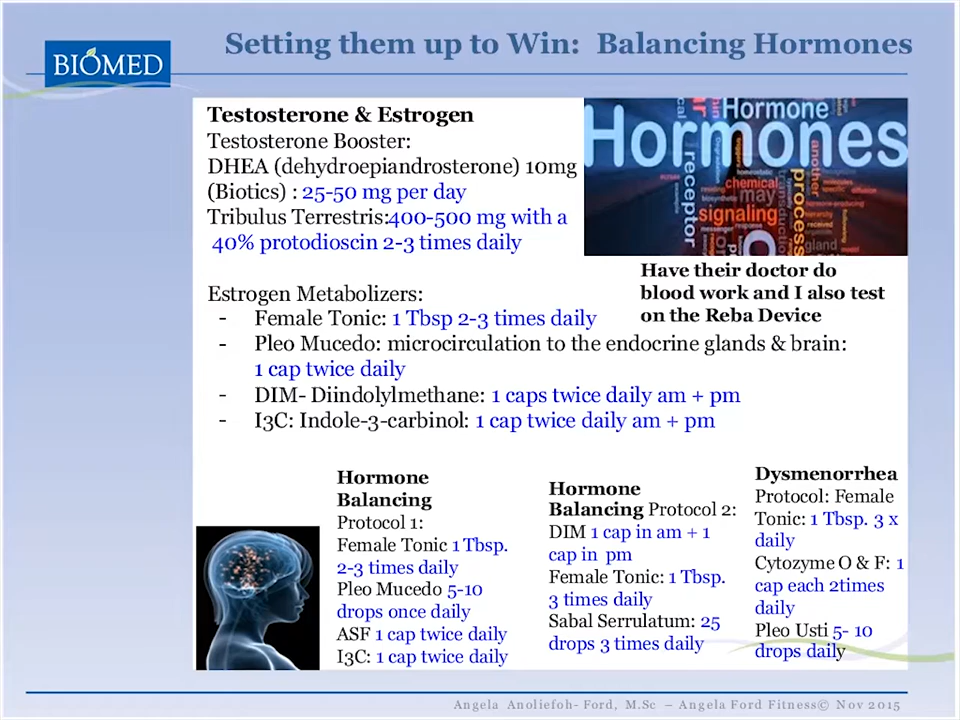 BIOMED
Setting them up to Win: Balancing Hormones
Testosterone & Estrogen
Testosterone Booster:
DHEA (dehydroepiandrosterone) 10mg
(Biotics) : 25-50 mg per day
Tribulus Terrestris:400-500 mg with a
40% protodioscin 2-3 times daily
Hormone
Hormones
receptor
chemical
may
signaling
another
process
gland
Have their doctor do
blood work and I also test
on the Reba Device
Estrogen Metabolizers:
- Female Tonic: 1 Tbsp 2-3 times daily
- Pleo Mucedo: microcirculation to the endocrine glands & brain:
1 cap twice daily
- DIM- Diindolylmethane: 1 caps twice daily am + pm
- I3C: Indole-3-carbinol: 1 cap twice daily am + pm
Hormone
Balancing
Protocol 1:
Female Tonic 1 Tbsp.
2-3 times daily
Pleo Mucedo 5-10
drops once daily
ASF 1 cap twice daily
I3C: 1 cap twice daily
Hormone
Balancing Protocol 2:
DIM 1 cap in am + 1
cap in pm
Female Tonic: 1 Tbsp.
3 times daily
Sabal Serrulatum: 25
drops 3 times daily
Dysmenorrhea
Protocol: Female
Tonic: 1 Tbsp. 3 x
daily
Cytozyme O & F: 1
cap each 2times
daily
Pleo Usti 5- 10
drops daily
Angela Anoliefoh- Ford, M.Sc – Angela Ford Fitness© Nov 2015